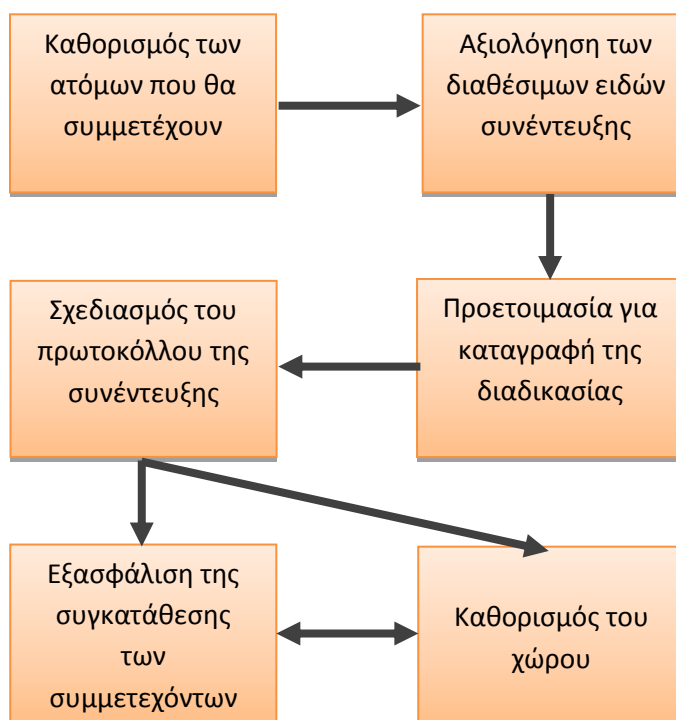 Καθορισμός των
ατόμων που θα
συμμετέχουν
Αξιολόγηση των
διαθέσιμων ειδών
συνέντευξης
Προετοιμασία για
καταγραφή της
διαδικασίας
Σχεδιασμός του
πρωτοκόλλου της
συνέντευξης
Εξασφάλιση της
συγκατάθεσης
των
συμμετεχόντων
Καθορισμός του
χώρου